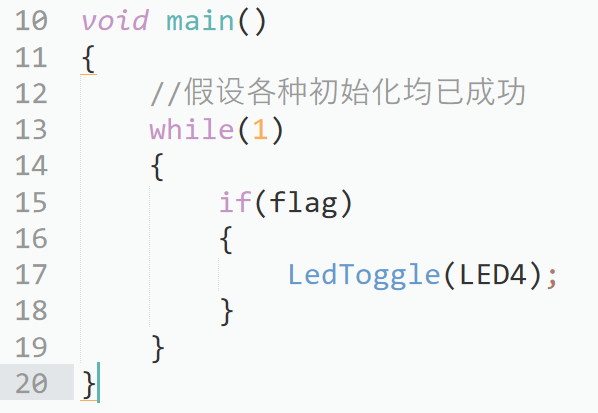 10 void main()
11 {
12 //假设各种初始化均已成功
13 while(1)
14 {
15 if(flag)
16 {
17 LedToggle(LED4);
18 }
19 }
20 }